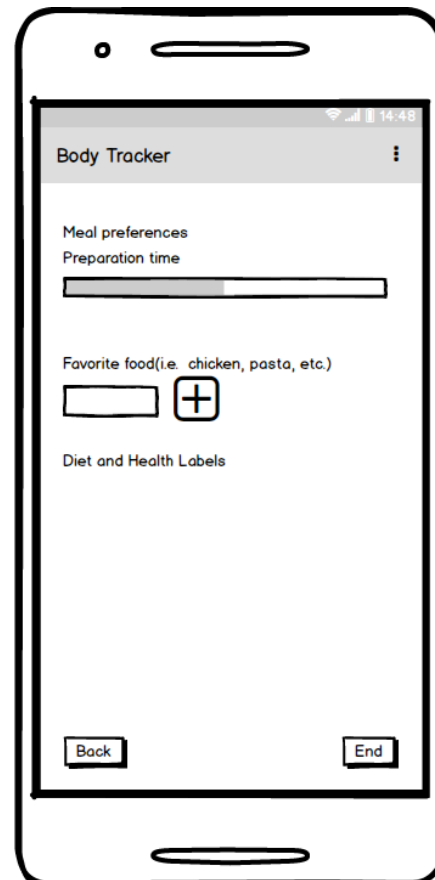 14:48
Body Tracker
Meal preferences
Preparation time
Favorite food(i.e. chicken, pasta, etc.)
Diet and Health Labels
Back
End